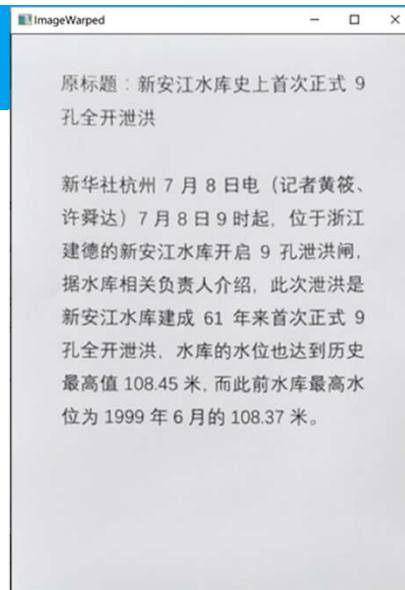 ImageWarped
原标题：新安江水库史上首次正式 9
孔全开泄洪
新华社杭州 7 月 8 日电（记者黄筱、
许舜达）7 月 8 日 9 时起，位于浙江
建德的新安江水库开启 9 孔泄洪闸，
据水库相关负责人介绍，此次泄洪是
新安江水库建成 61 年来首次正式 9
孔全开泄洪，水库的水位也达到历史
最高值 108.45 米，而此前水库最高水
位为 1999 年 6 月的 108.37 米。